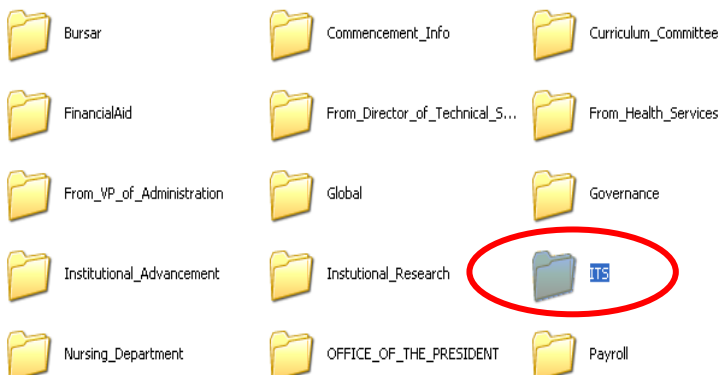 Bursar
Commencement_Info
Curriculum_Committee
FinancialAid
From_Director_of_Technical_S...
From_Health_Services
From_VP_of_Administration
Global
Governance
Institutional_Advancement
Instutional_Research
ITS
Nursing_Department
OFFICE_OF_THE_PRESIDENT
Payroll